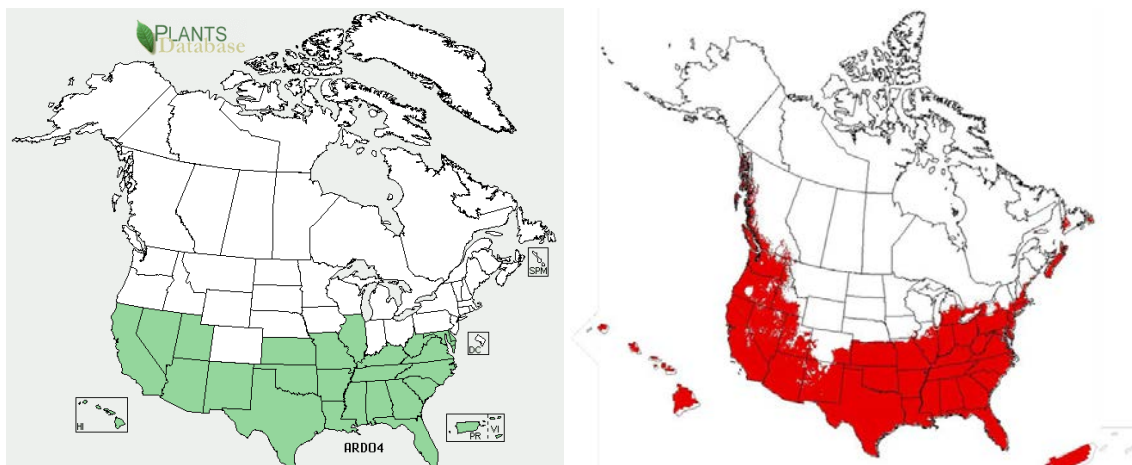 PLANTS
Database
SPM
DC
HI
PR
VI
ARDO4